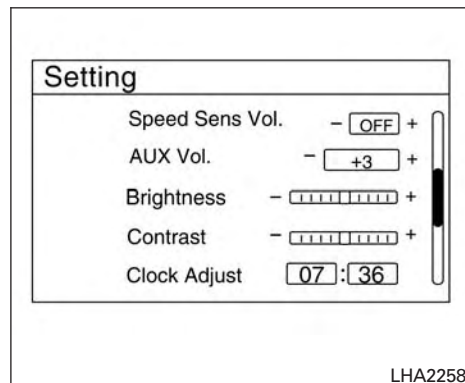 Setting
Speed Sens Vol. - OFF +
AUX Vol. - +3 +
Brightness - +
Contrast - +
Clock Adjust 07 : 36
LHA2258